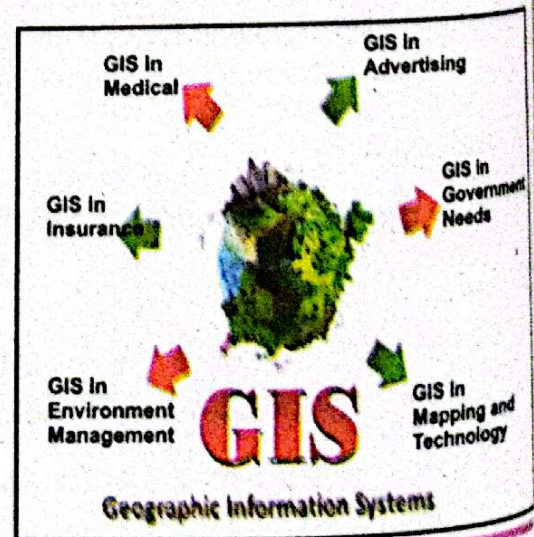 GIS In
Medical
GIS In
Advertising
GIS In
Insurance
GIS In
Government
Needs
GIS In
Environment
Management
GIS In
Mapping and
Technology
GIS
Geographic Information Systems